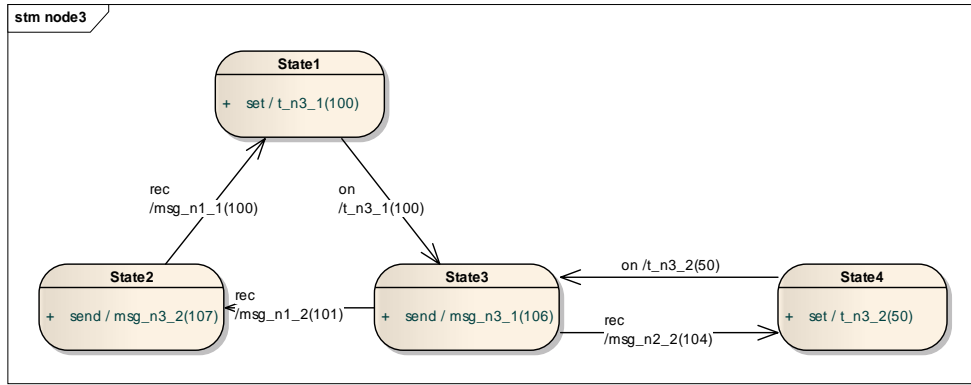 stm node3
State1
+ set / t_n3_1(100)
rec
/msg_n1_1(100)
on
/t_n3_1(100)
State2
+ send / msg_n3_2(107)
rec
/msg_n1_2(101)
State3
+ send / msg_n3_1(106)
on /t_n3_2(50)
rec
/msg_n2_2(104)
State4
+ set / t_n3_2(50)